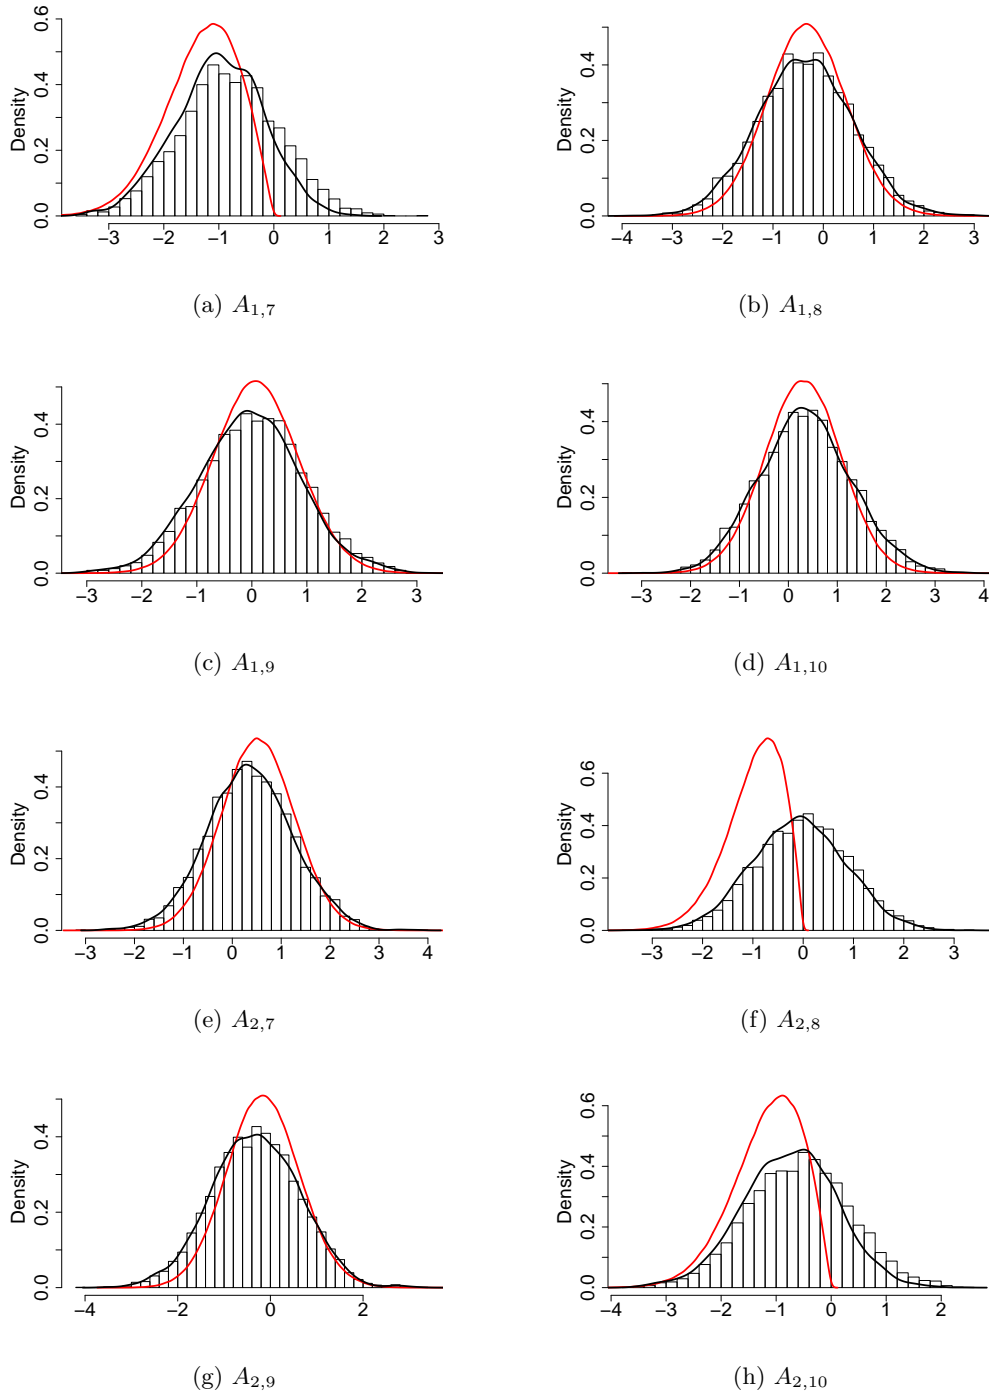 Density
0.0 0.2 0.4 0.6
−3 −2 −1 0 1 2 3
(a) A1,7
Density
0.0 0.2 0.4
−4 −3 −2 −1 0 1 2 3
(b) A1,8
Density
0.0 0.2 0.4
−3 −2 −1 0 1 2 3
(c) A1,9
Density
0.0 0.2 0.4
−3 −2 −1 0 1 2 3 4
(d) A1,10
Density
0.0 0.2 0.4
−3 −2 −1 0 1 2 3 4
(e) A2,7
Density
0.0 0.2 0.4 0.6
−3 −2 −1 0 1 2 3
(f) A2,8
Density
0.0 0.2 0.4
−4 −2 0 2
(g) A2,9
Density
0.0 0.2 0.4 0.6
−4 −3 −2 −1 0 1 2
(h) A2,10